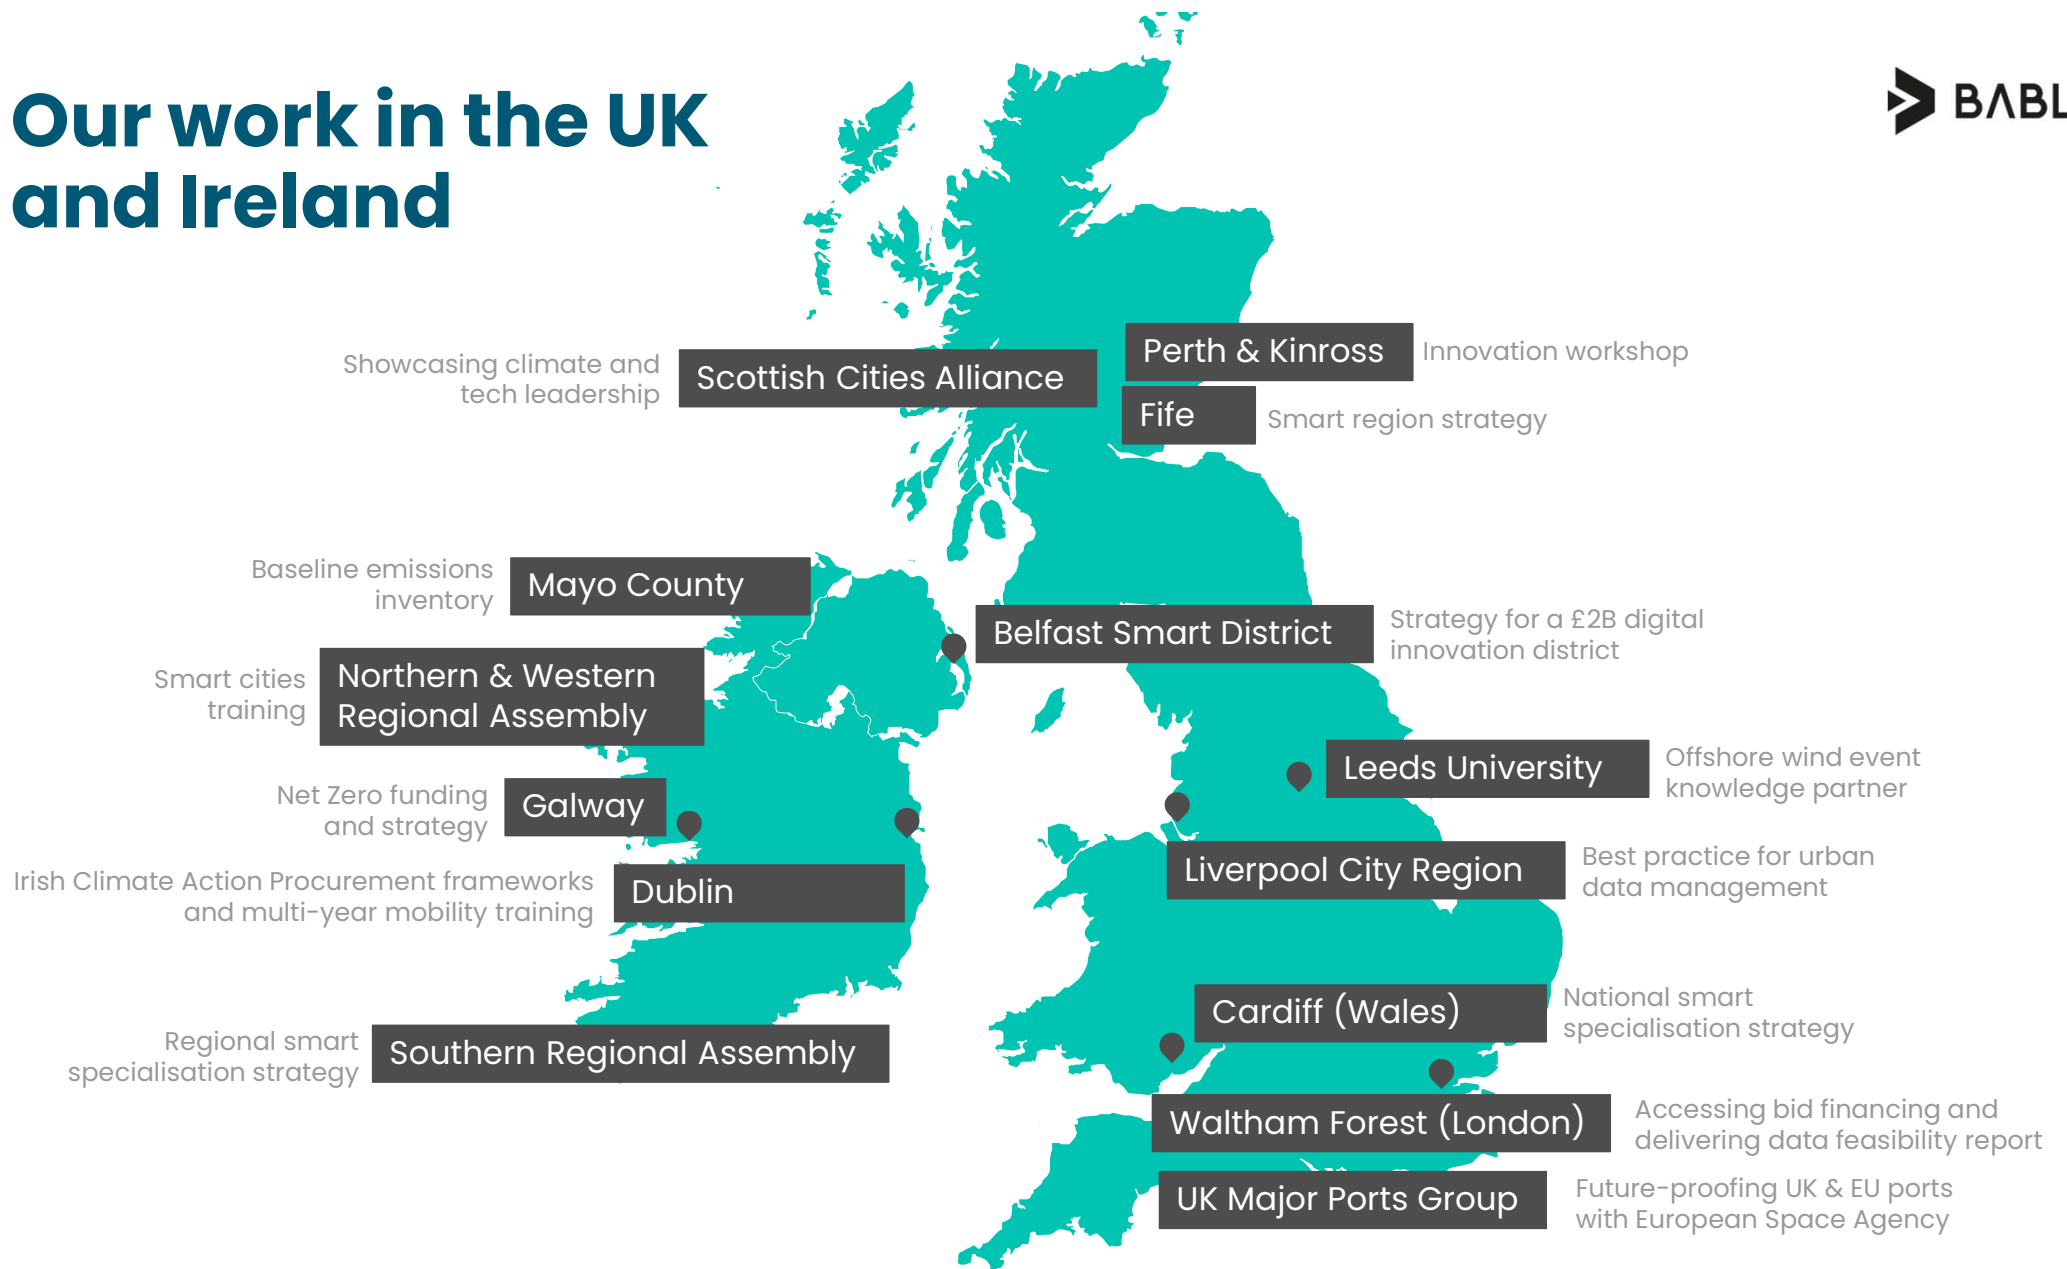 Our work in the UK
and Ireland
BABL
Showcasing climate and
tech leadership
Scottish Cities Alliance
Perth & Kinross
Innovation workshop
Fife
Smart region strategy
Baseline emissions
inventory
Mayo County
Belfast Smart District
Strategy for a £2B digital
innovation district
Smart cities
training
Northern & Western
Regional Assembly
Leeds University
Offshore wind event
knowledge partner
Net Zero funding
and strategy
Galway
Liverpool City Region
Best practice for urban
data management
Irish Climate Action Procurement frameworks
and multi-year mobility training
Dublin
Cardiff (Wales)
National smart
specialisation strategy
Regional smart
specialisation strategy
Southern Regional Assembly
Waltham Forest (London)
Accessing bid financing and
delivering data feasibility report
UK Major Ports Group
Future-proofing UK & EU ports
with European Space Agency